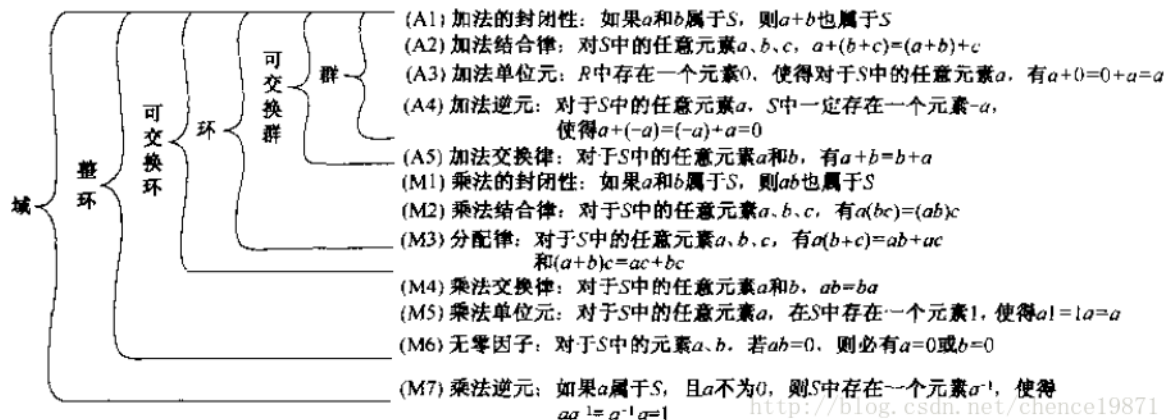 (A1) 加法的封闭性：如果a和b属于S，则a+b也属于S
(A2) 加法结合律：对S中的任意元素a、b、c，a+(b+c)=(a+b)+c
(A3) 加法单位元：R中存在一个元素0，使得对于S中的任意元素a，有a+0=0+a=a
(A4) 加法逆元：对于S中的任意元素a，S中一定存在一个元素-a，
使得a+(-a)=(-a)+a=0
(A5) 加法交换律：对于S中的任意元素a和b，有a+b=b+a
(M1) 乘法的封闭性：如果a和b属于S，则ab也属于S
(M2) 乘法结合律：对于S中的任意元素a、b、c，有a(bc)=(ab)c
(M3) 分配律：对于S中的任意元素a、b、c，有a(b+c)=ab+ac
和(a+b)c=ac+bc
(M4) 乘法交换律：对于S中的任意元素a和b，ab=ba
(M5) 乘法单位元：对于S中的任意元素a，在S中存在一个元素1，使得a1=1a=a
(M6) 无零因子：对于S中的元素a、b，若ab=0，则必有a=0或b=0
(M7) 乘法逆元：如果a属于S，且a不为0，则S中存在一个元素a⁻¹，使得
aa⁻¹=a⁻¹a=1
域
整环
可交换环
环
可交换群
群
http://blog.csdn.net/chence19871